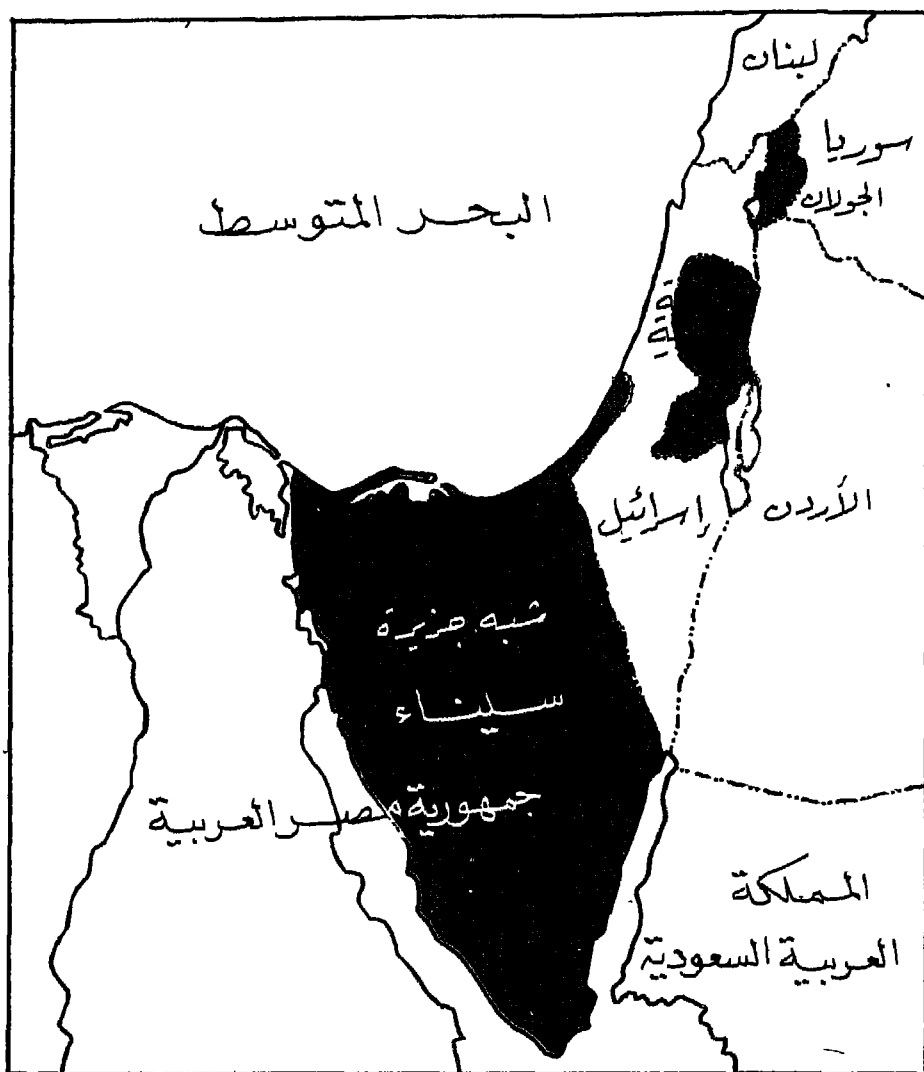 لبنان
سوريا
الجولان
البحر المتوسط
إسرائيل
الأردن
شبه جزيرة
سيناء
جمهورية مصر العربية
المملكة
العربية السعودية